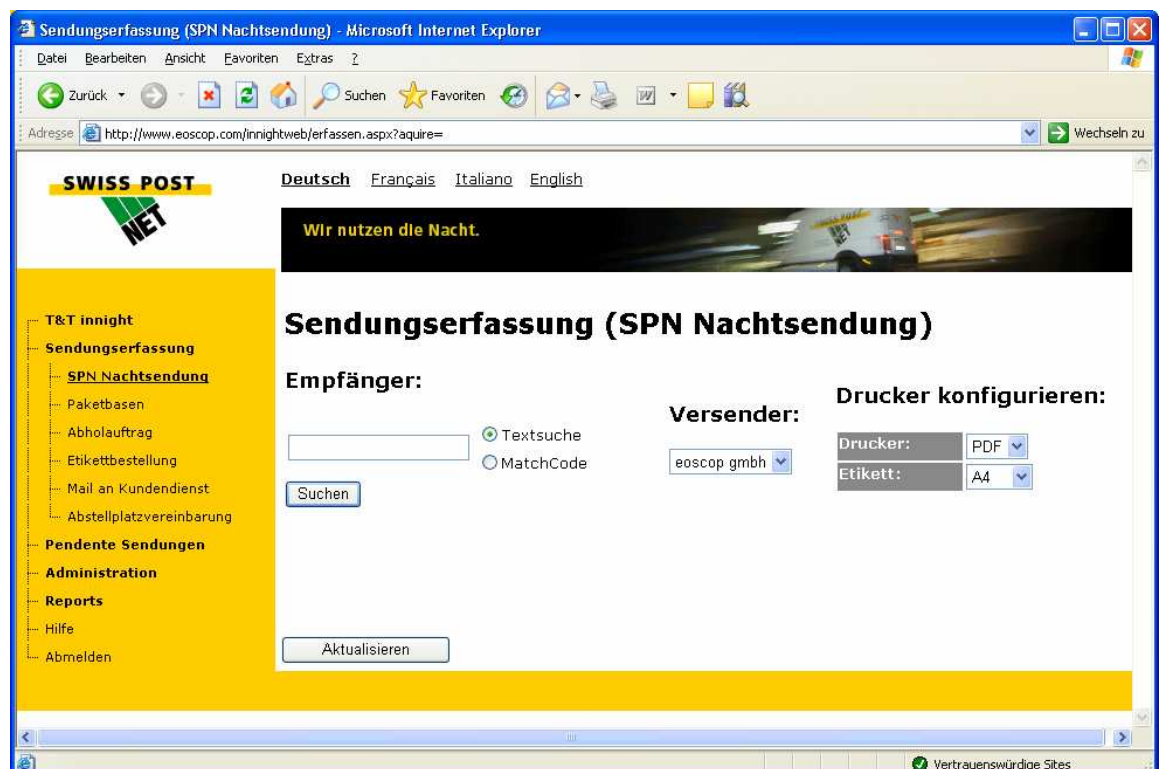 Sendungserfassung (SPN Nachtsendung) - Microsoft Internet Explorer
Datei Bearbeiten Ansicht Favoriten Extras ?
Zurück Suchen Favoriten
Adresse http://www.eoscop.com/innightweb/erfassen.aspx?aquire= Wechseln zu
SWISS POST
NET
Deutsch Français Italiano English
Wir nutzen die Nacht.
SWISS POST
NET
T&T innight
Sendungserfassung
SPN Nachtsendung
Paketbasen
Abholauftrag
Etikettbestellung
Mail an Kundendienst
Abstellplatzvereinbarung
Pendente Sendungen
Administration
Reports
Hilfe
Abmelden
Sendungserfassung (SPN Nachtsendung)
Empfänger:
Textsuche
MatchCode
Suchen
Versender:
eoscop gmbh
Drucker konfigurieren:
Drucker: PDF
Etikett: A4
Aktualisieren
Vertrauenswürdige Sites